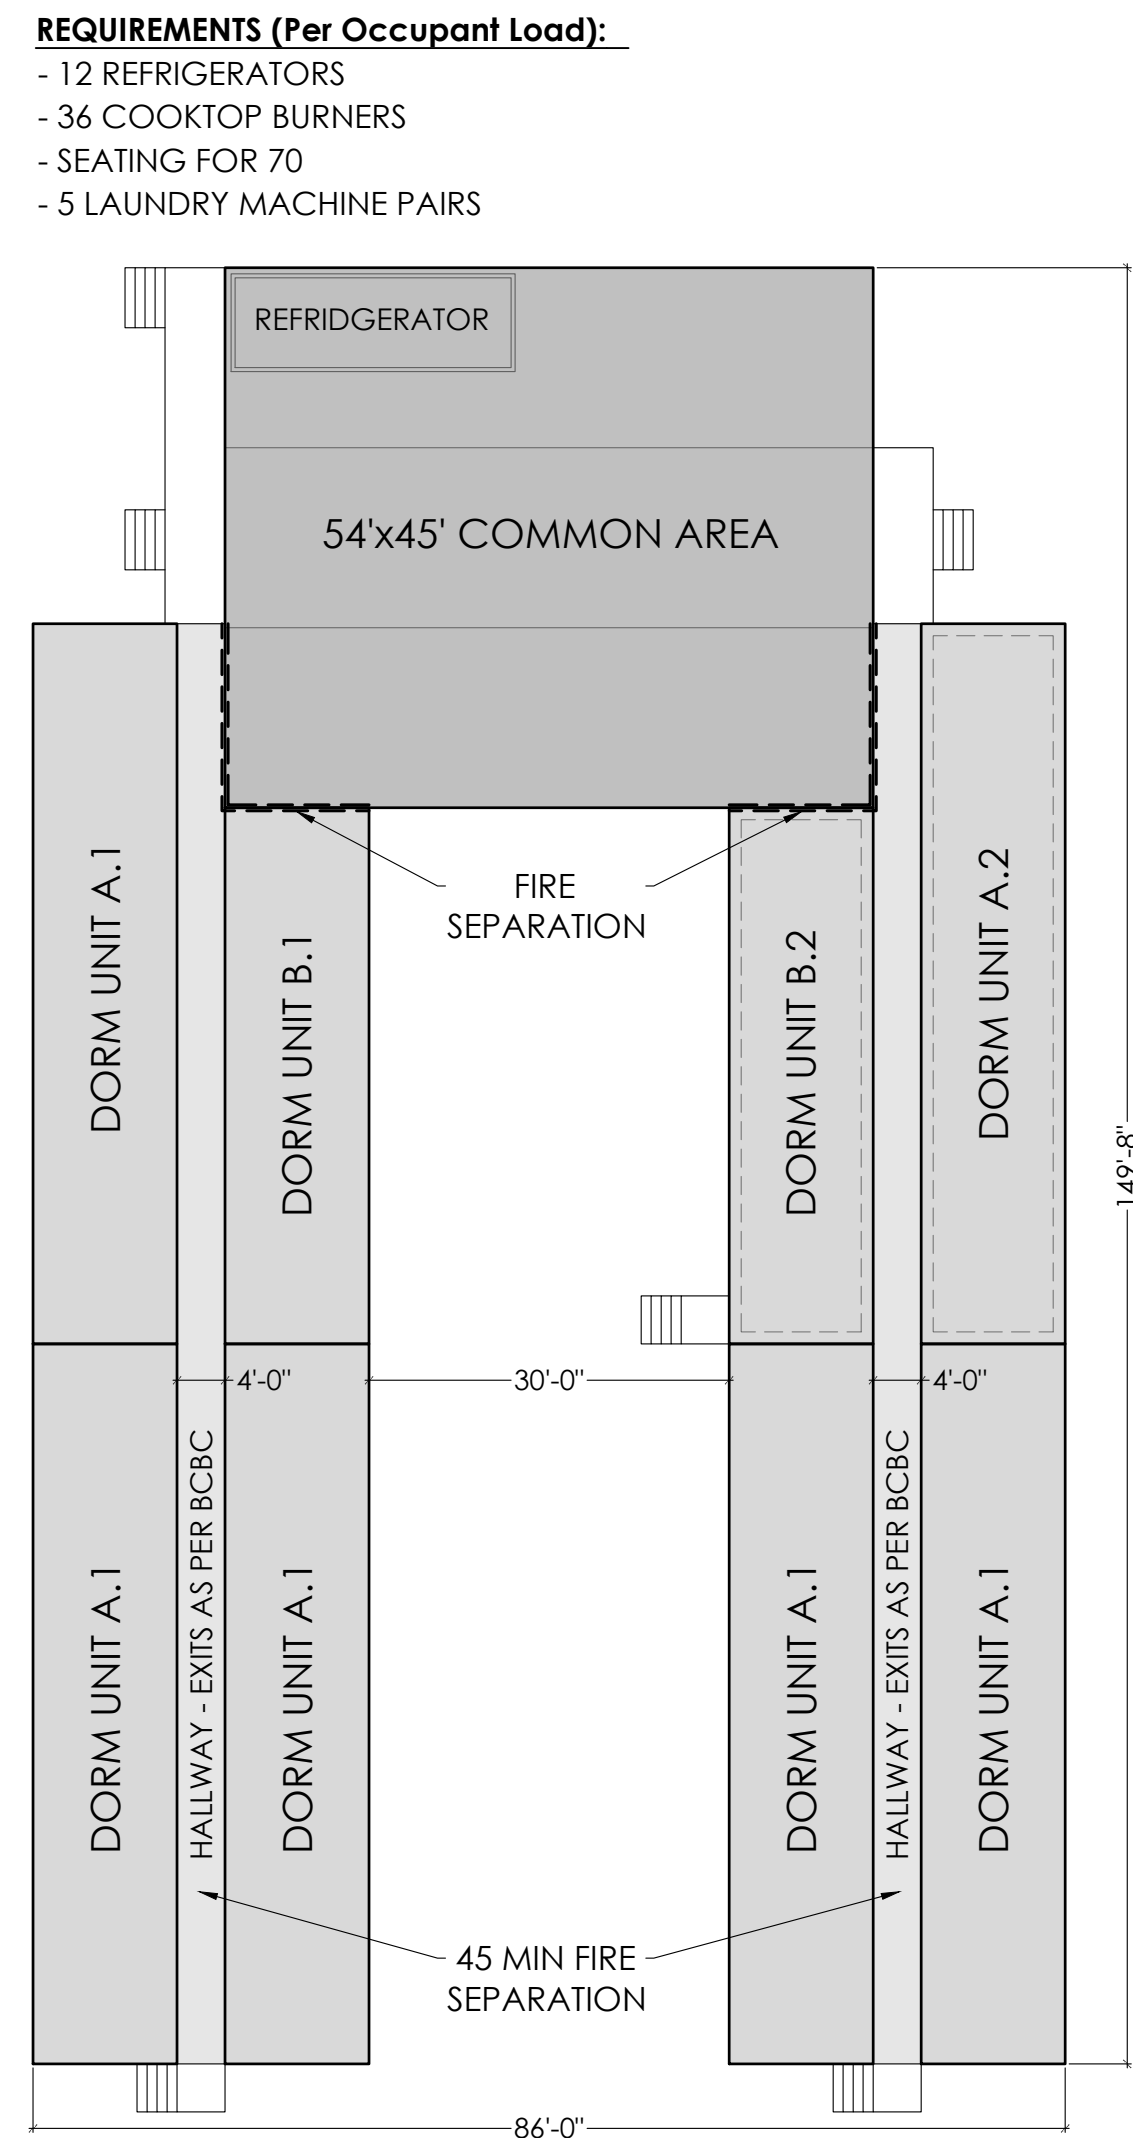 REQUIREMENTS (Per Occupant Load):
- 12 REFRIGERATORS
- 36 COOKTOP BURNERS
- SEATING FOR 70
- 5 LAUNDRY MACHINE PAIRS
REFRIDGERATOR
54'x45' COMMON AREA
FIRE
SEPARATION
DORM UNIT A.1
DORM UNIT B.1
DORM UNIT B.2
DORM UNIT A.2
149'-8"
4'-0"
30'-0"
4'-0"
DORM UNIT A.1
HALLWAY - EXITS AS PER BCBC
DORM UNIT A.1
DORM UNIT A.1
HALLWAY - EXITS AS PER BCBC
DORM UNIT A.1
45 MIN FIRE
SEPARATION
86'-0"